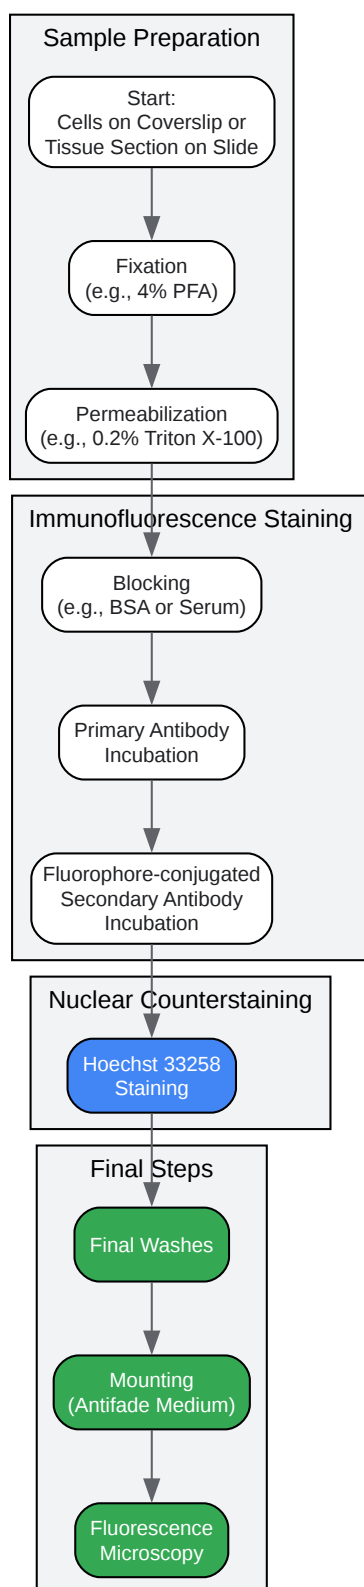 Sample Preparation
Start:
Cells on Coverslip or
Tissue Section on Slide
Fixation
(e.g., 4% PFA)
Permeabilization
(e.g., 0.2% Triton X-100)
Immunofluorescence Staining
Blocking
(e.g., BSA or Serum)
Primary Antibody
Incubation
Fluorophore-conjugated
Secondary Antibody
Incubation
Nuclear Counterstaining
Hoechst 33258
Staining
Final Steps
Final Washes
Mounting
(Antifade Medium)
Fluorescence
Microscopy